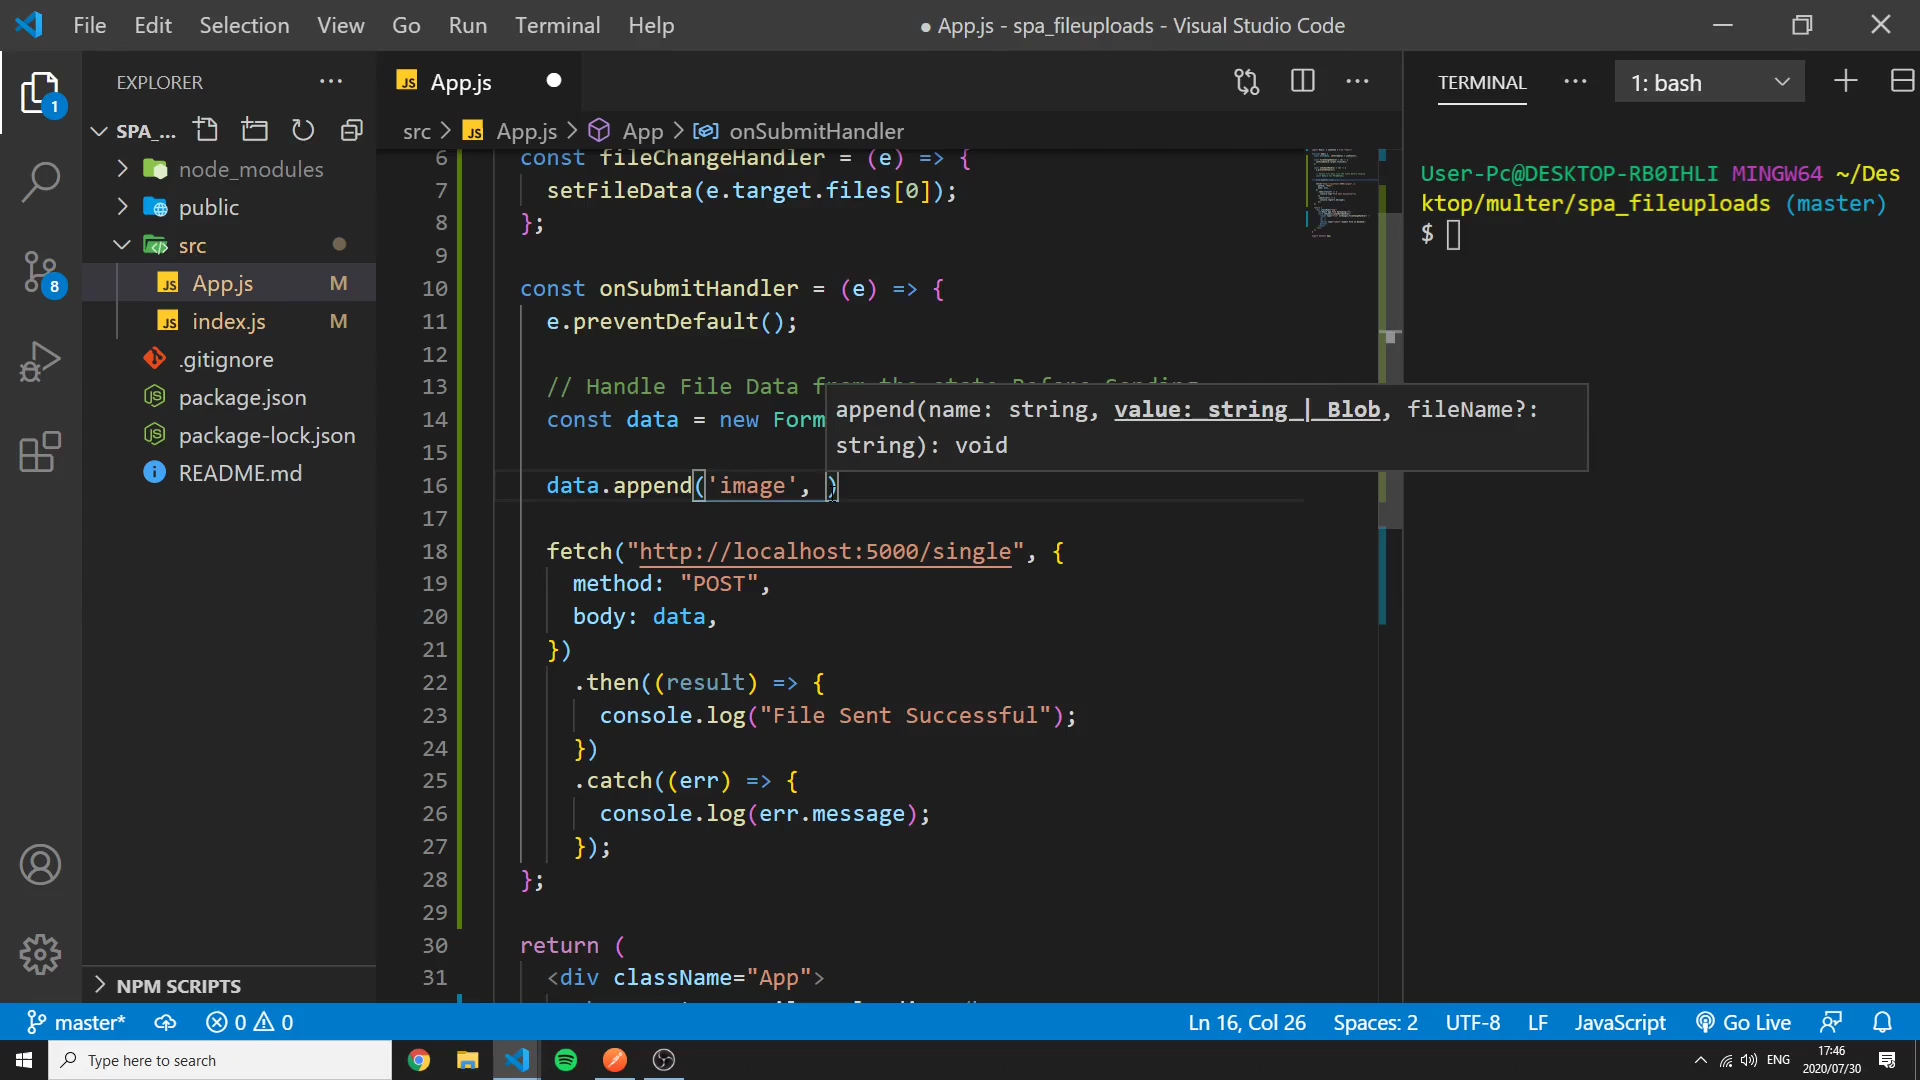 File Edit Selection View Go Run Terminal Help
● App.js - spa_fileuploads - Visual Studio Code
EXPLORER ···
App.js
TERMINAL ···
1: bash
SPA_...
src > App.js > App > onSubmitHandler
node_modules
public
src
App.js M
index.js M
.gitignore
package.json
package-lock.json
README.md
NPM SCRIPTS
1
8
6 const fileChangeHandler = (e) => {
7 setFileData(e.target.files[0]);
8 };
9
10 const onSubmitHandler = (e) => {
11 e.preventDefault();
12
13 // Handle File Data from the state Before Sending
14 const data = new Form
append(name: string, value: string | Blob, fileName?:
string): void
15
16 data.append('image', )
17
18 fetch("http://localhost:5000/single", {
19 method: "POST",
20 body: data,
21 })
22 .then((result) => {
23 console.log("File Sent Successful");
24 })
25 .catch((err) => {
26 console.log(err.message);
27 });
28 };
29
30 return (
31 <div className="App">
User-Pc@DESKTOP-RB0IHLI MINGW64 ~/Des
ktop/multer/spa_fileuploads (master)
$
master* 0 0 Ln 16, Col 26 Spaces: 2 UTF-8 LF JavaScript Go Live
Type here to search
ENG
17:46
2020/07/30